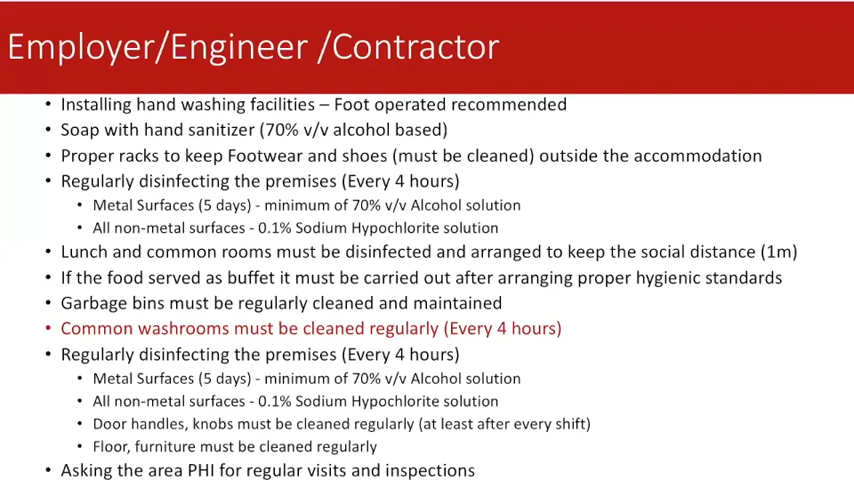 Employer/Engineer /Contractor
• Installing hand washing facilities – Foot operated recommended
• Soap with hand sanitizer (70% v/v alcohol based)
• Proper racks to keep Footwear and shoes (must be cleaned) outside the accommodation
• Regularly disinfecting the premises (Every 4 hours)
• Metal Surfaces (5 days) - minimum of 70% v/v Alcohol solution
• All non-metal surfaces - 0.1% Sodium Hypochlorite solution
• Lunch and common rooms must be disinfected and arranged to keep the social distance (1m)
• If the food served as buffet it must be carried out after arranging proper hygienic standards
• Garbage bins must be regularly cleaned and maintained
• Common washrooms must be cleaned regularly (Every 4 hours)
• Regularly disinfecting the premises (Every 4 hours)
• Metal Surfaces (5 days) - minimum of 70% v/v Alcohol solution
• All non-metal surfaces - 0.1% Sodium Hypochlorite solution
• Door handles, knobs must be cleaned regularly (at least after every shift)
• Floor, furniture must be cleaned regularly
• Asking the area PHI for regular visits and inspections